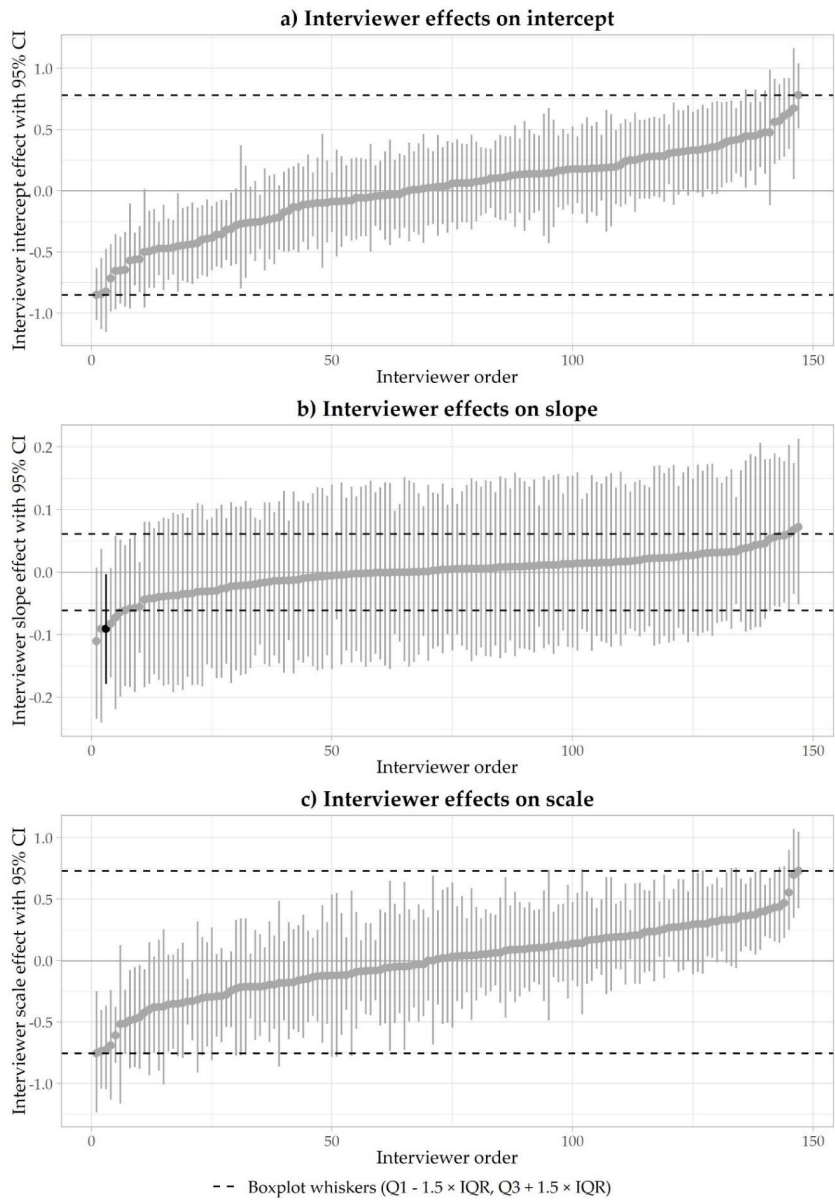 a) Interviewer effects on intercept
Interviewer intercept effect with 95% CI
1.0
0.5
0.0
-0.5
-1.0
0
50
100
150
Interviewer order
b) Interviewer effects on slope
Interviewer slope effect with 95% CI
0.2
0.1
0.0
-0.1
-0.2
0
50
100
150
Interviewer order
c) Interviewer effects on scale
Interviewer scale effect with 95% CI
1.0
0.5
0.0
-0.5
-1.0
0
50
100
150
Interviewer order
Boxplot whiskers (Q1 - 1.5 × IQR, Q3 + 1.5 × IQR)